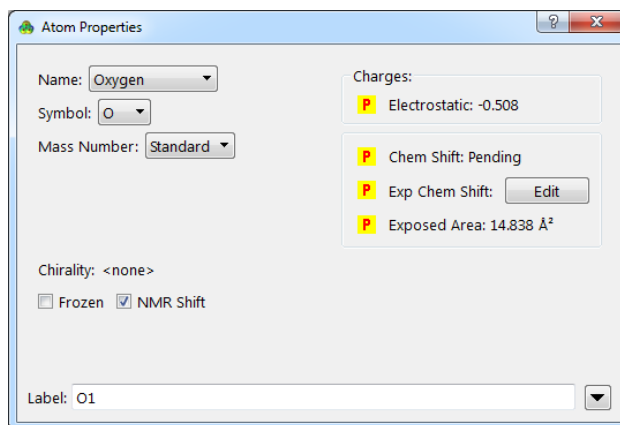 Atom Properties
?
Name: Oxygen
Symbol: O
Mass Number: Standard
Charges:
P Electrostatic: -0.508
P Chem Shift: Pending
P Exp Chem Shift: Edit
P Exposed Area: 14.838 Å²
Chirality: <none>
Frozen NMR Shift
Label: O1